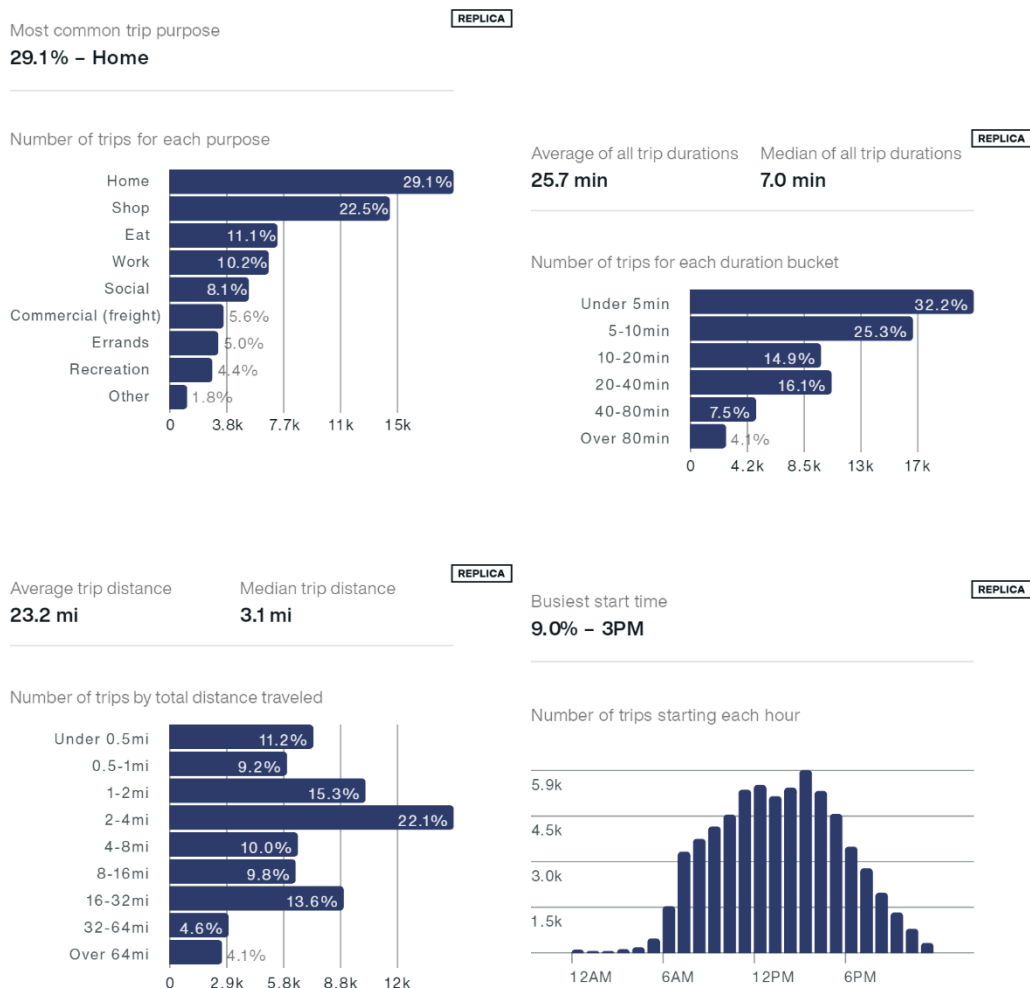 REPLICA
Most common trip purpose
29.1% – Home
Number of trips for each purpose
Home 29.1%
Shop 22.5%
Eat 11.1%
Work 10.2%
Social 8.1%
Commercial (freight) 5.6%
Errands 5.0%
Recreation 4.4%
Other 1.8%
0 3.8k 7.7k 11k 15k
REPLICA
Average of all trip durations Median of all trip durations
25.7 min 7.0 min
Number of trips for each duration bucket
Under 5min 32.2%
5-10min 25.3%
10-20min 14.9%
20-40min 16.1%
40-80min 7.5%
Over 80min 4.1%
0 4.2k 8.5k 13k 17k
REPLICA
Average trip distance Median trip distance
23.2 mi 3.1 mi
Number of trips by total distance traveled
Under 0.5mi 11.2%
0.5-1mi 9.2%
1-2mi 15.3%
2-4mi 22.1%
4-8mi 10.0%
8-16mi 9.8%
16-32mi 13.6%
32-64mi 4.6%
Over 64mi 4.1%
0 2.9k 5.8k 8.8k 12k
REPLICA
Busiest start time
9.0% – 3PM
Number of trips starting each hour
5.9k
4.5k
3.0k
1.5k
12AM 6AM 12PM 6PM